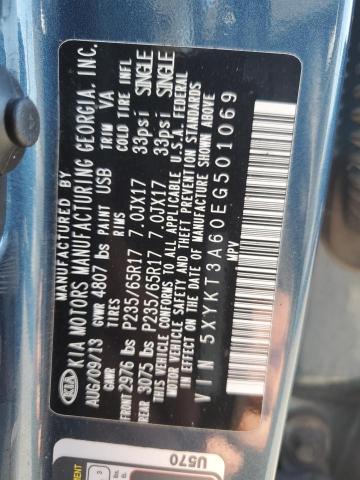 KIA KIA MOTORS MANUFACTURING GEORGIA, INC.
AUG/09/13 GVWR 4807 lbs PAINT USB TRIM VA
GAWR TIRES RIMS COLD TIRE INFL
FRONT 2976 lbs P235/65R17 7.0JX17 33psi SINGLE
REAR 3075 lbs P235/65R17 7.0JX17 33psi SINGLE
THIS VEHICLE CONFORMS TO ALL APPLICABLE U.S.A. FEDERAL
MOTOR VEHICLE SAFETY AND THEFT PREVENTION STANDARDS
IN EFFECT ON THE DATE OF MANUFACTURE SHOWN ABOVE.
VIN 5XYKT3A60EG501069
MPV
U570